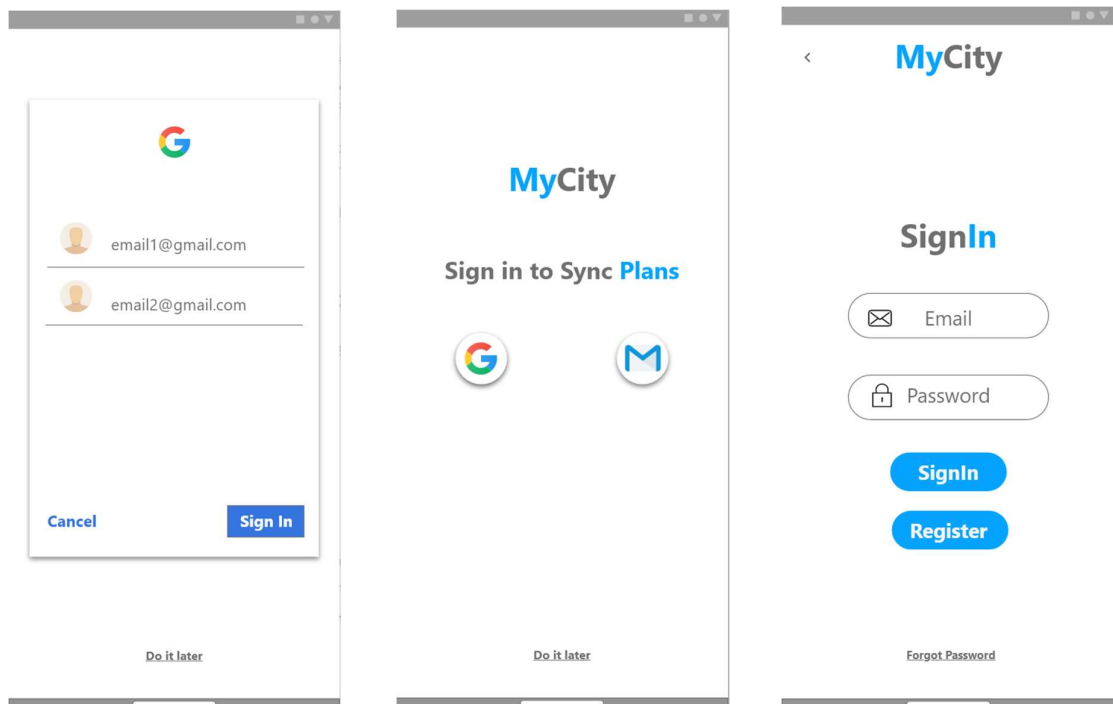 email1@gmail.com
email2@gmail.com
Cancel
Sign In
Do it later
MyCity
Sign in to Sync Plans
Do it later
MyCity
SignIn
Email
Password
SignIn
Register
Forgot Password